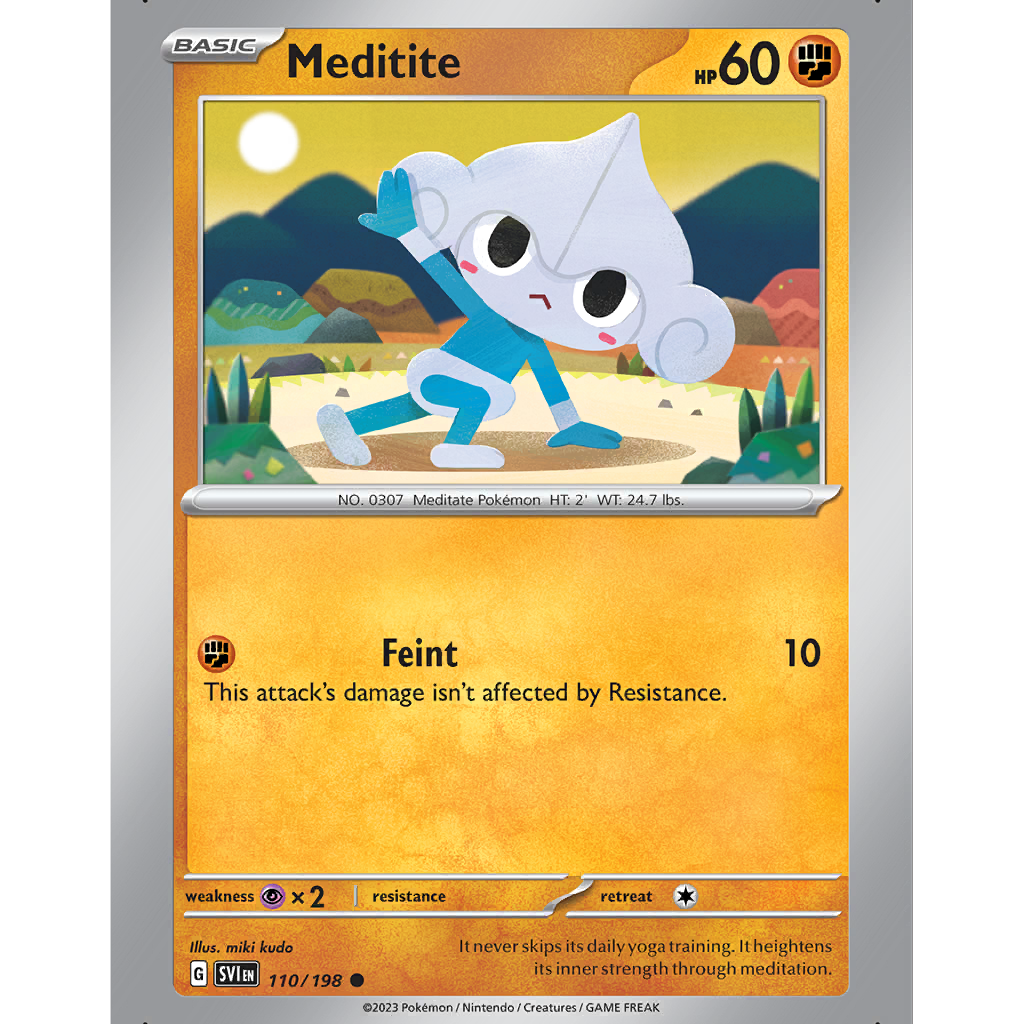 BASIC
Meditite
HP 60
NO. 0307 Meditate Pokémon HT: 2' WT: 24.7 lbs.
Feint 10
This attack's damage isn't affected by Resistance.
weakness ×2 resistance retreat
Illus. miki kudo
It never skips its daily yoga training. It heightens
its inner strength through meditation.
G SVI EN 110/198
©2023 Pokémon / Nintendo / Creatures / GAME FREAK